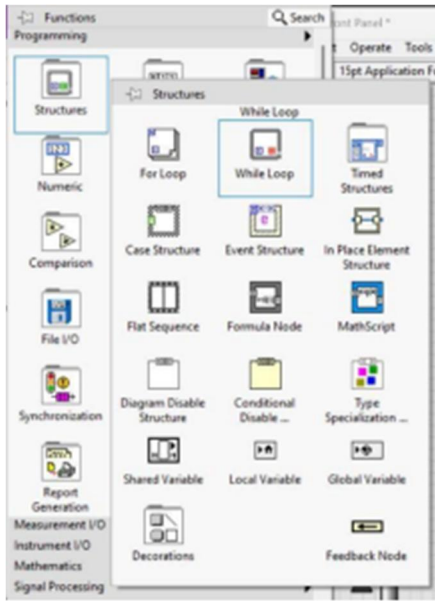 Functions
Search
ont Panel *
Programming
Operate Tools
15pt Application Fo
Structures
Structures
While Loop
For Loop
While Loop
Timed
Structures
Numeric
Case Structure
Event Structure
In Place Element
Structure
Comparison
Flat Sequence
Formula Node
MathScript
File I/O
Diagram Disable
Structure
Conditional
Disable ...
Type
Specialization ...
Synchronization
Shared Variable
Local Variable
Global Variable
Report
Generation
Decorations
Feedback Node
Measurement I/O
Instrument I/O
Mathematics
Signal Processing